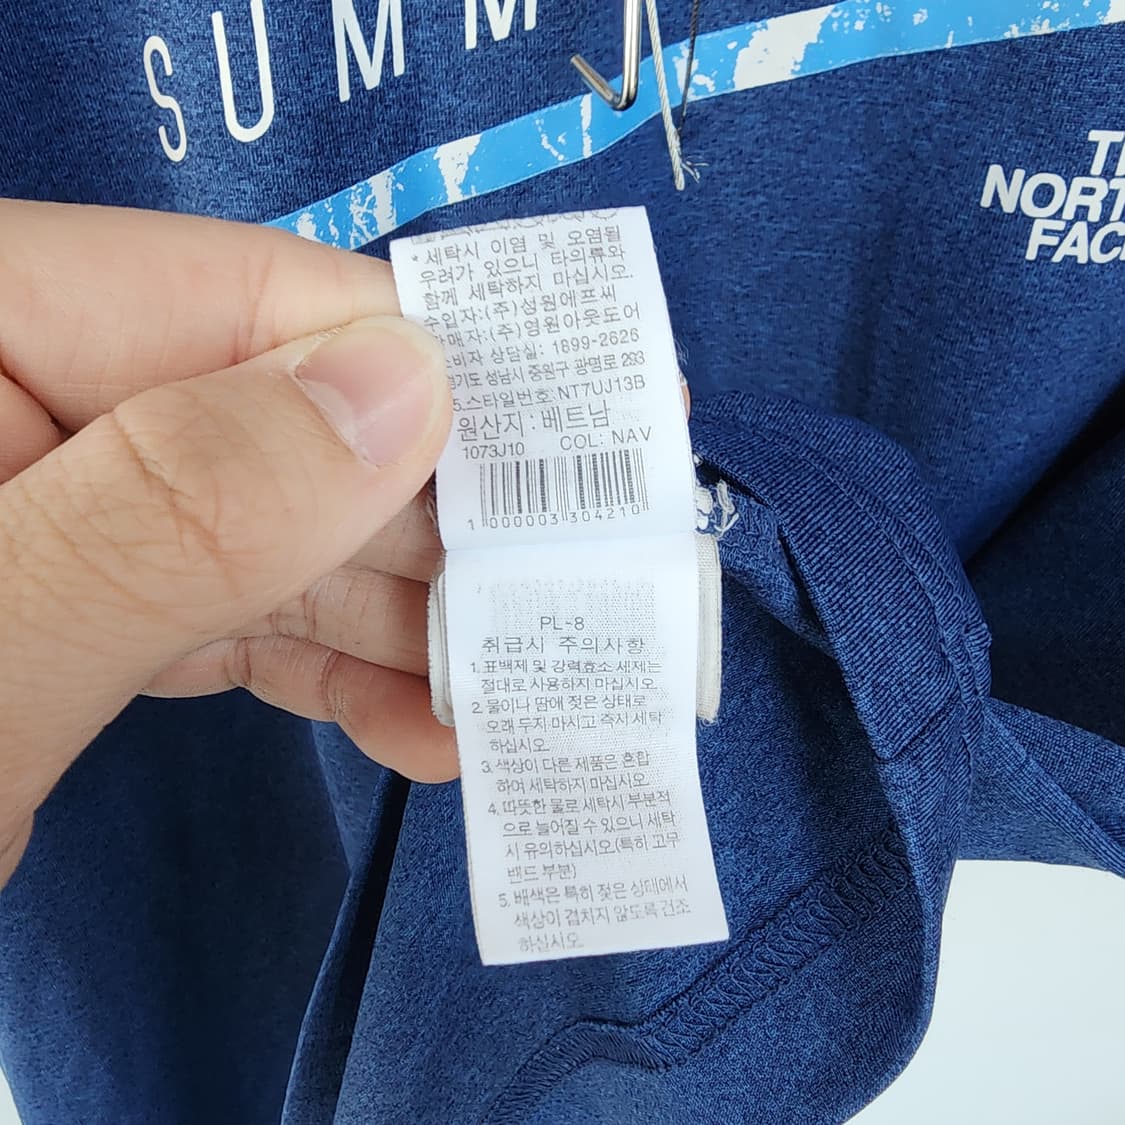 SUMM
TH
NORT
FAC
* 세탁시 이염 및 오염될
우려가 있으니 타의류와
함께 세탁하지 마십시오.
수입자:(주)성원에프씨
판매자:(주)영원아웃도어
소비자 상담실: 1899-2626
경기도 성남시 중원구 광명로 293
5.스타일번호:NT7UJ13B
원산지 : 베트남
1073J10 COL: NAV
1 000003 304210
PL-8
취급시 주의사항
1. 표백제 및 강력효소 세제는
절대로 사용하지 마십시오.
2. 물이나 땀에 젖은 상태로
오래 두지 마시고 즉시 세탁
하십시오.
3. 색상이 다른 제품은 혼합
하여 세탁하지 마십시오.
4. 따뜻한 물로 세탁시 부분적
으로 늘어질 수 있으니 세탁
시 유의하십시오(특히 고무
밴드 부분)
5. 배색은 특히 젖은 상태에서
색상이 겹치지 않도록 건조
하십시오.